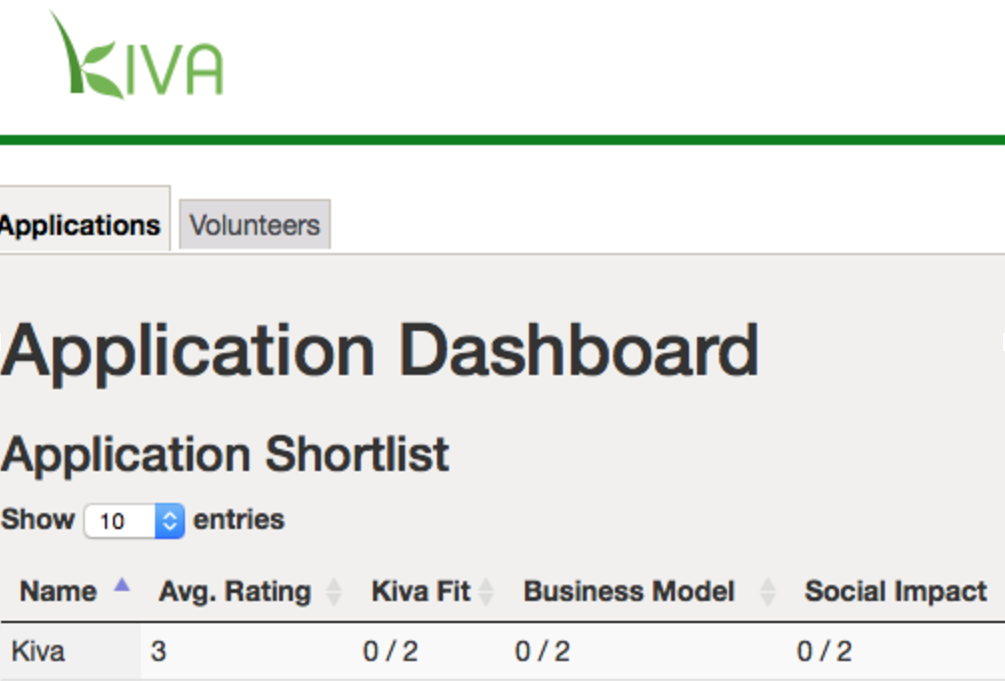 KIVA
Applications Volunteers
Application Dashboard
Application Shortlist
Show 10 entries
Name Avg. Rating Kiva Fit Business Model Social Impact
Kiva 3 0 / 2 0 / 2 0 / 2